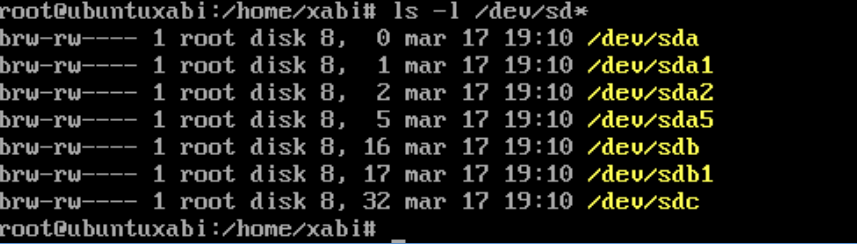 root@ubuntuxabi:/home/xabi# ls -l /dev/sd*
brw-rw---- 1 root disk 8,  0 mar 17 19:10 /dev/sda
brw-rw---- 1 root disk 8,  1 mar 17 19:10 /dev/sda1
brw-rw---- 1 root disk 8,  2 mar 17 19:10 /dev/sda2
brw-rw---- 1 root disk 8,  5 mar 17 19:10 /dev/sda5
brw-rw---- 1 root disk 8, 16 mar 17 19:10 /dev/sdb
brw-rw---- 1 root disk 8, 17 mar 17 19:10 /dev/sdb1
brw-rw---- 1 root disk 8, 32 mar 17 19:10 /dev/sdc
root@ubuntuxabi:/home/xabi#